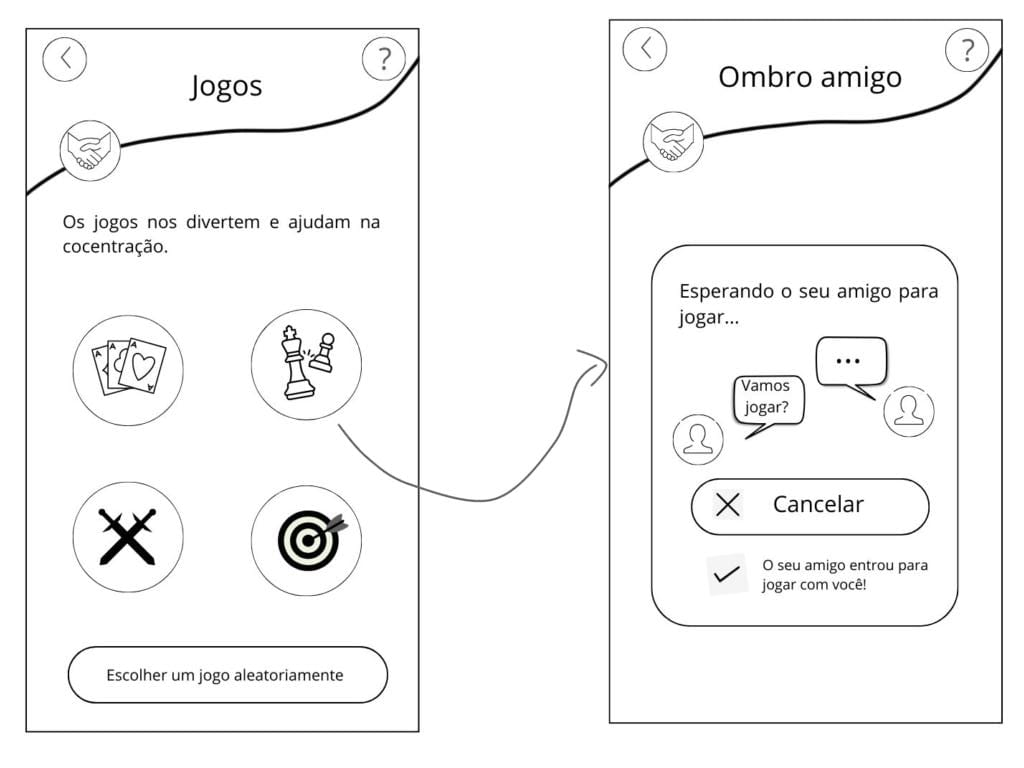 ?
Jogos
Os jogos nos divertem e ajudam na
cocentração.
A
A
A
A
Escolher um jogo aleatoriamente
?
Ombro amigo
Esperando o seu amigo para
jogar...
...
Vamos
jogar?
Cancelar
O seu amigo entrou para
jogar com você!